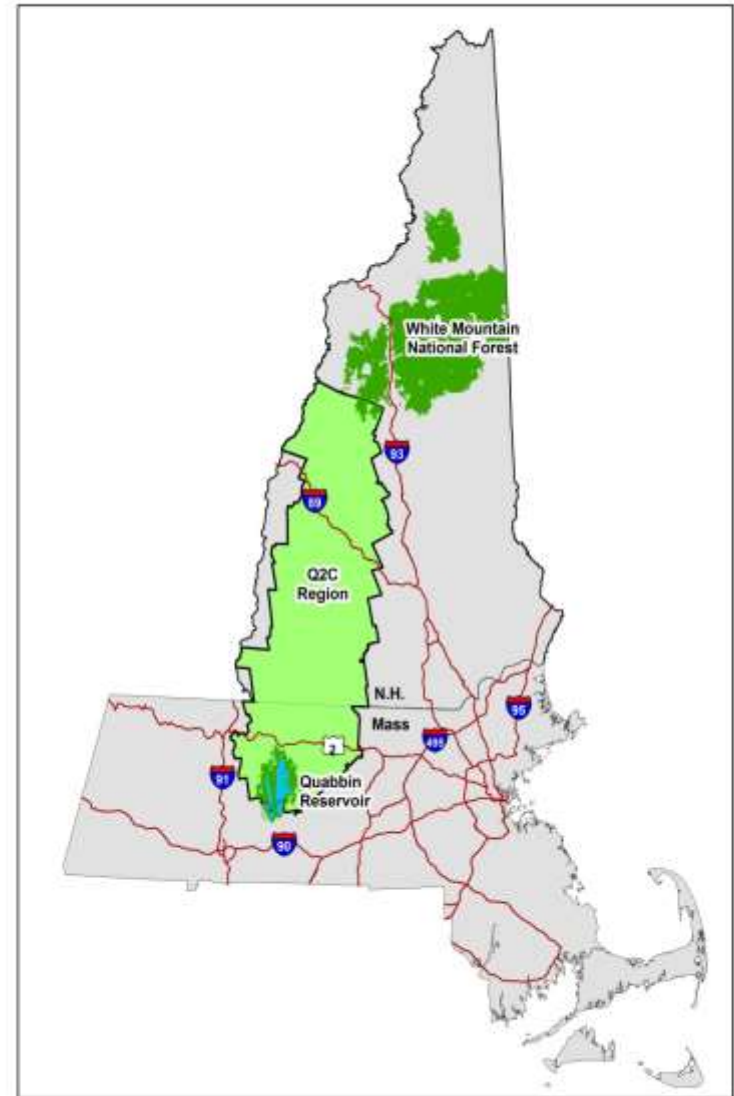 White Mountain
National Forest
93
89
Q2C
Region
N.H.
95
Mass
495
2
91
Quabbin
Reservoir
90